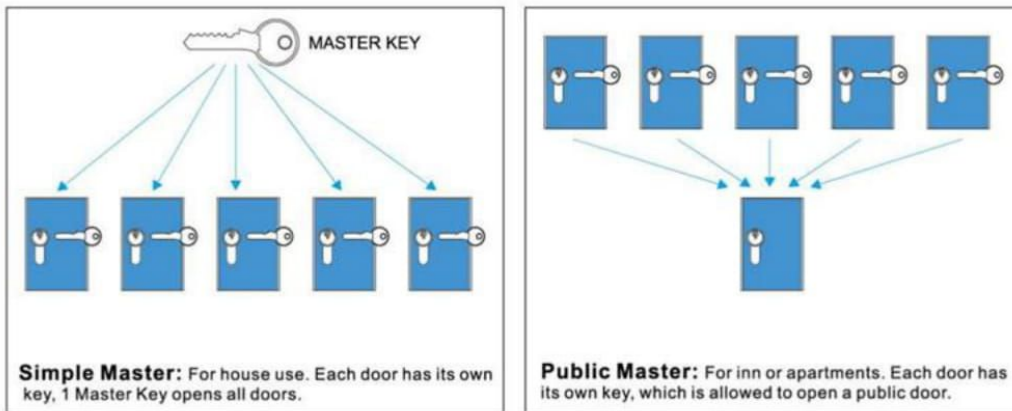 MASTER KEY
Simple Master: For house use. Each door has its own
key, 1 Master Key opens all doors.
Public Master: For inn or apartments. Each door has
its own key, which is allowed to open a public door.